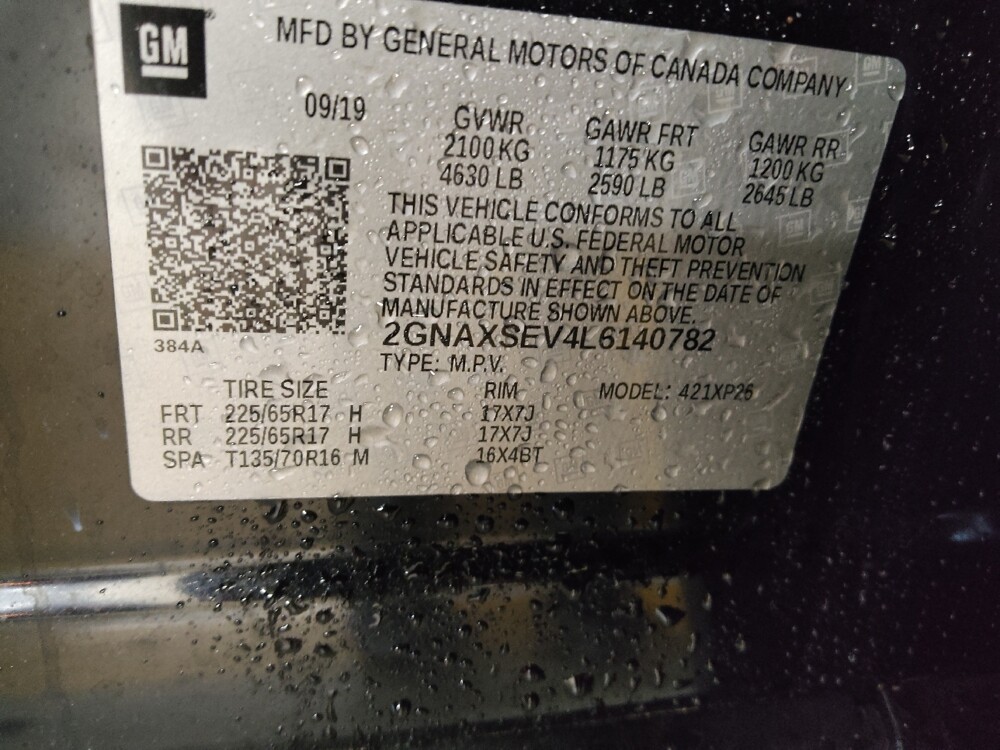 GM
MFD BY GENERAL MOTORS OF CANADA COMPANY
09/19
GVWR GAWR FRT GAWR RR
2100 KG 1175 KG 1200 KG
4630 LB 2590 LB 2645 LB
THIS VEHICLE CONFORMS TO ALL
APPLICABLE U.S. FEDERAL MOTOR
VEHICLE SAFETY AND THEFT PREVENTION
STANDARDS IN EFFECT ON THE DATE OF
MANUFACTURE SHOWN ABOVE.
2GNAXSEV4L6140782
384A
TYPE: M.P.V.
TIRE SIZE RIM MODEL: 421XP26
FRT 225/65R17 H 17X7J
RR 225/65R17 H 17X7J
SPA T135/70R16 M 16X4BT